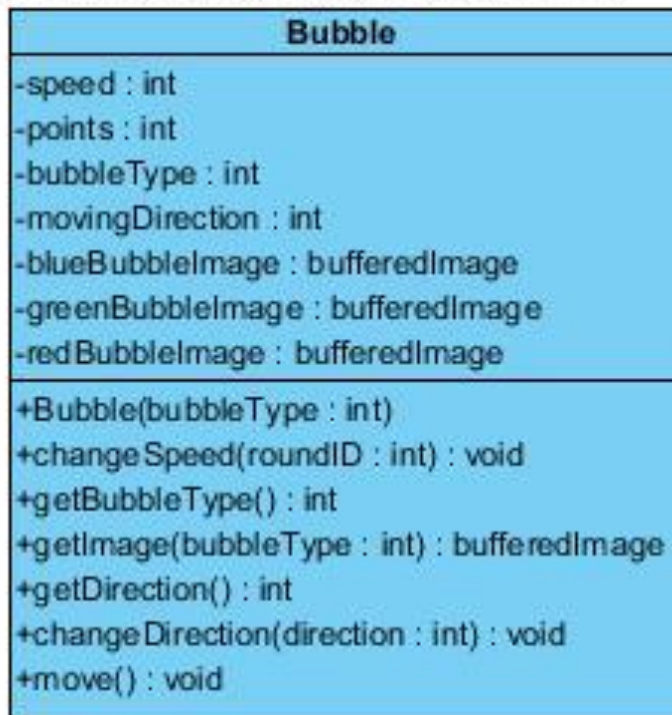 Bubble
-speed : int
-points : int
-bubbleType : int
-movingDirection : int
-blueBubbleImage : bufferedImage
-greenBubbleImage : bufferedImage
-redBubbleImage : bufferedImage
+Bubble(bubbleType : int)
+changeSpeed(roundID : int) : void
+getBubbleType() : int
+getImage(bubbleType : int) : bufferedImage
+getDirection() : int
+changeDirection(direction : int) : void
+move() : void